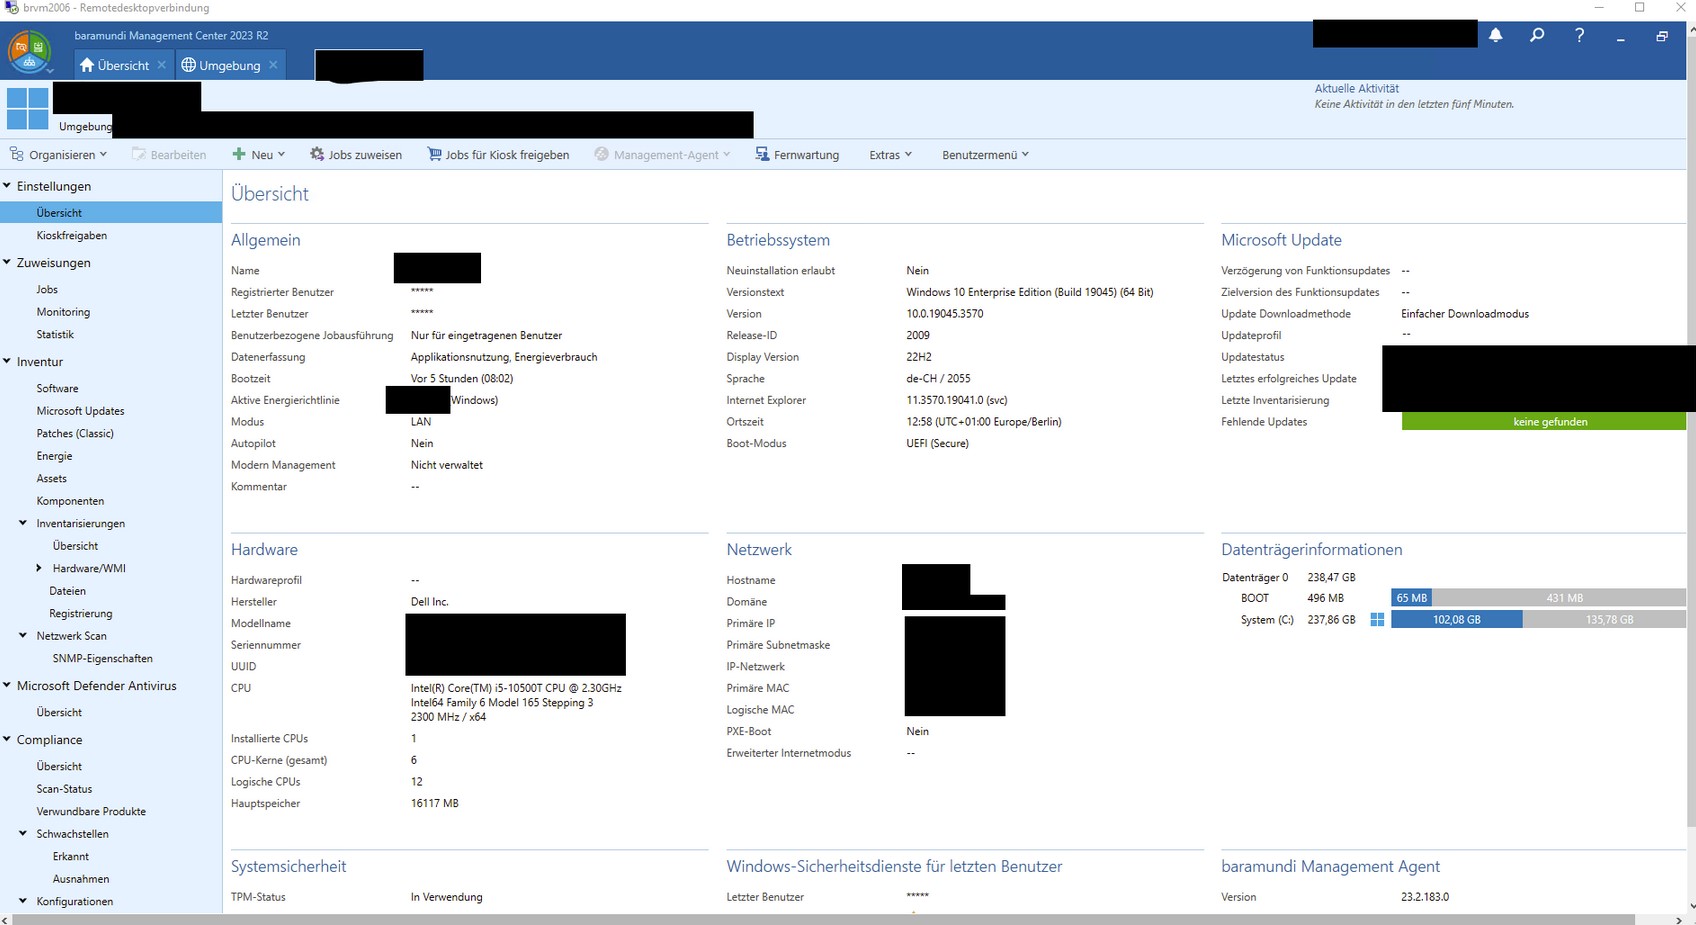 brvm2006 - Remotedesktopverbindung
baramundi Management Center 2023 R2
Übersicht
Umgebung
Aktuelle Aktivität
Keine Aktivität in den letzten fünf Minuten.
Umgebung
Organisieren
Bearbeiten
Neu
Jobs zuweisen
Jobs für Kiosk freigeben
Management-Agent
Fernwartung
Extras
Benutzermenü
Einstellungen
Übersicht
Kioskfreigaben
Zuweisungen
Jobs
Monitoring
Statistik
Inventur
Software
Microsoft Updates
Patches (Classic)
Energie
Assets
Komponenten
Inventarisierungen
Übersicht
Hardware/WMI
Dateien
Registrierung
Netzwerk Scan
SNMP-Eigenschaften
Microsoft Defender Antivirus
Übersicht
Compliance
Übersicht
Scan-Status
Verwundbare Produkte
Schwachstellen
Erkannt
Ausnahmen
Konfigurationen
Übersicht
Allgemein
Name
Registrierter Benutzer *****
Letzter Benutzer *****
Benutzerbezogene Jobausführung Nur für eingetragenen Benutzer
Datenerfassung Applikationsnutzung, Energieverbrauch
Bootzeit Vor 5 Stunden (08:02)
Aktive Energierichtlinie Windows)
Modus LAN
Autopilot Nein
Modern Management Nicht verwaltet
Kommentar --
Betriebssystem
Neuinstallation erlaubt Nein
Versionstext Windows 10 Enterprise Edition (Build 19045) (64 Bit)
Version 10.0.19045.3570
Release-ID 2009
Display Version 22H2
Sprache de-CH / 2055
Internet Explorer 11.3570.19041.0 (svc)
Ortszeit 12:58 (UTC+01:00 Europe/Berlin)
Boot-Modus UEFI (Secure)
Microsoft Update
Verzögerung von Funktionsupdates --
Zielversion des Funktionsupdates --
Update Downloadmethode Einfacher Downloadmodus
Updateprofil --
Updatestatus
Letztes erfolgreiches Update
Letzte Inventarisierung
Fehlende Updates keine gefunden
Hardware
Hardwareprofil --
Hersteller Dell Inc.
Modellname
Seriennummer
UUID
CPU Intel(R) Core(TM) i5-10500T CPU @ 2.30GHz
Intel64 Family 6 Model 165 Stepping 3
2300 MHz / x64
Installierte CPUs 1
CPU-Kerne (gesamt) 6
Logische CPUs 12
Hauptspeicher 16117 MB
Netzwerk
Hostname
Domäne
Primäre IP
Primäre Subnetmaske
IP-Netzwerk
Primäre MAC
Logische MAC
PXE-Boot Nein
Erweiterter Internetmodus --
Datenträgerinformationen
Datenträger 0 238,47 GB
BOOT 496 MB 65 MB 431 MB
System (C:) 237,86 GB 102,08 GB 135,78 GB
Systemsicherheit
TPM-Status In Verwendung
Windows-Sicherheitsdienste für letzten Benutzer
Letzter Benutzer *****
baramundi Management Agent
Version 23.2.183.0